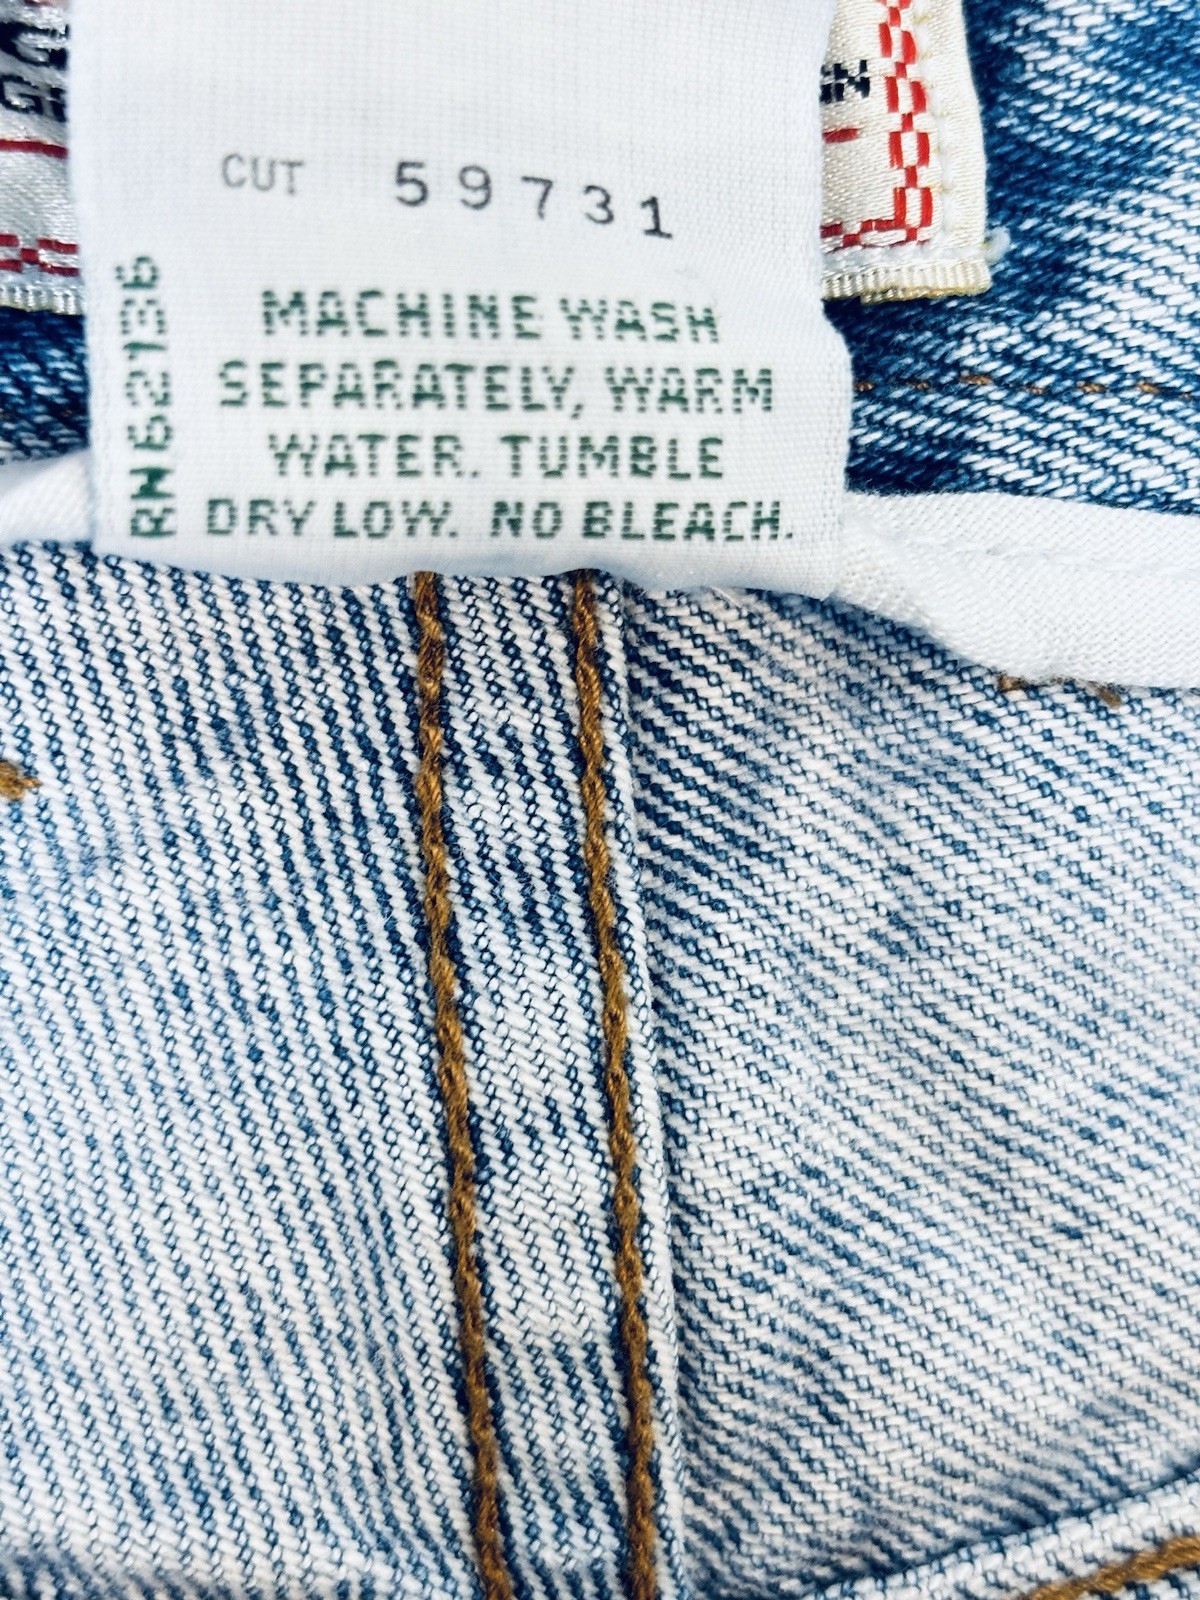 CUT 59731
MACHINE WASH
SEPARATELY, WARM
WATER. TUMBLE
DRY LOW. NO BLEACH.
RN62136